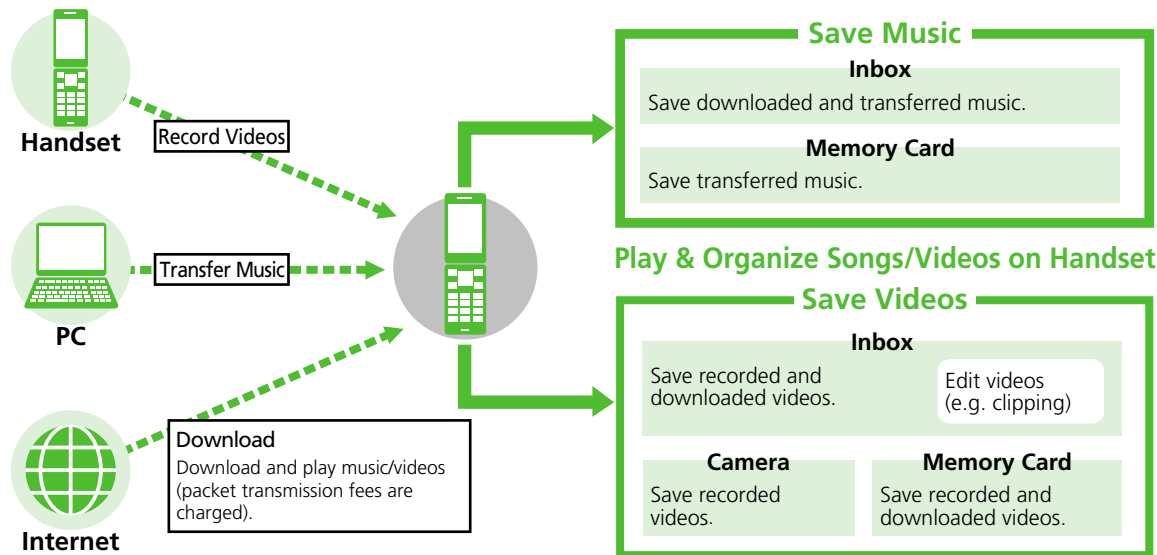 Handset
Record Videos
PC
Transfer Music
Internet
Download
Download and play music/videos
(packet transmission fees are
charged).
Save Music
Inbox
Save downloaded and transferred music.
Memory Card
Save transferred music.
Play & Organize Songs/Videos on Handset
Save Videos
Inbox
Save recorded and
downloaded videos.
Edit videos
(e.g. clipping)
Camera
Save recorded
videos.
Memory Card
Save recorded and
downloaded videos.